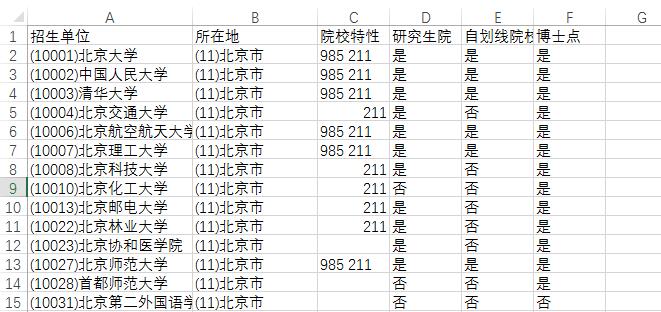 A B C D E F G
1 招生单位 所在地 院校特性 研究生院 自划线院校 博士点
2 (10001)北京大学 (11)北京市 985 211 是 是 是
3 (10002)中国人民大学 (11)北京市 985 211 是 是 是
4 (10003)清华大学 (11)北京市 985 211 是 是 是
5 (10004)北京交通大学 (11)北京市 211 是 否 是
6 (10006)北京航空航天大学 (11)北京市 985 211 是 是 是
7 (10007)北京理工大学 (11)北京市 985 211 是 是 是
8 (10008)北京科技大学 (11)北京市 211 是 否 是
9 (10010)北京化工大学 (11)北京市 211 否 否 是
10 (10013)北京邮电大学 (11)北京市 211 是 否 是
11 (10022)北京林业大学 (11)北京市 211 是 否 是
12 (10023)北京协和医学院 (11)北京市 是 否 是
13 (10027)北京师范大学 (11)北京市 985 211 是 是 是
14 (10028)首都师范大学 (11)北京市 否 否 是
15 (10031)北京第二外国语学 (11)北京市 否 否 否